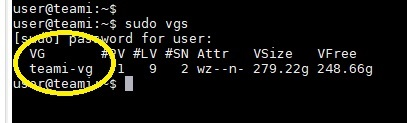 user@teami:~$
user@teami:~$ sudo vgs
[sudo] password for user:
VG #PV #LV #SN Attr VSize VFree
teami-vg 1 9 2 wz--n- 279.22g 248.66g
user@teami:~$